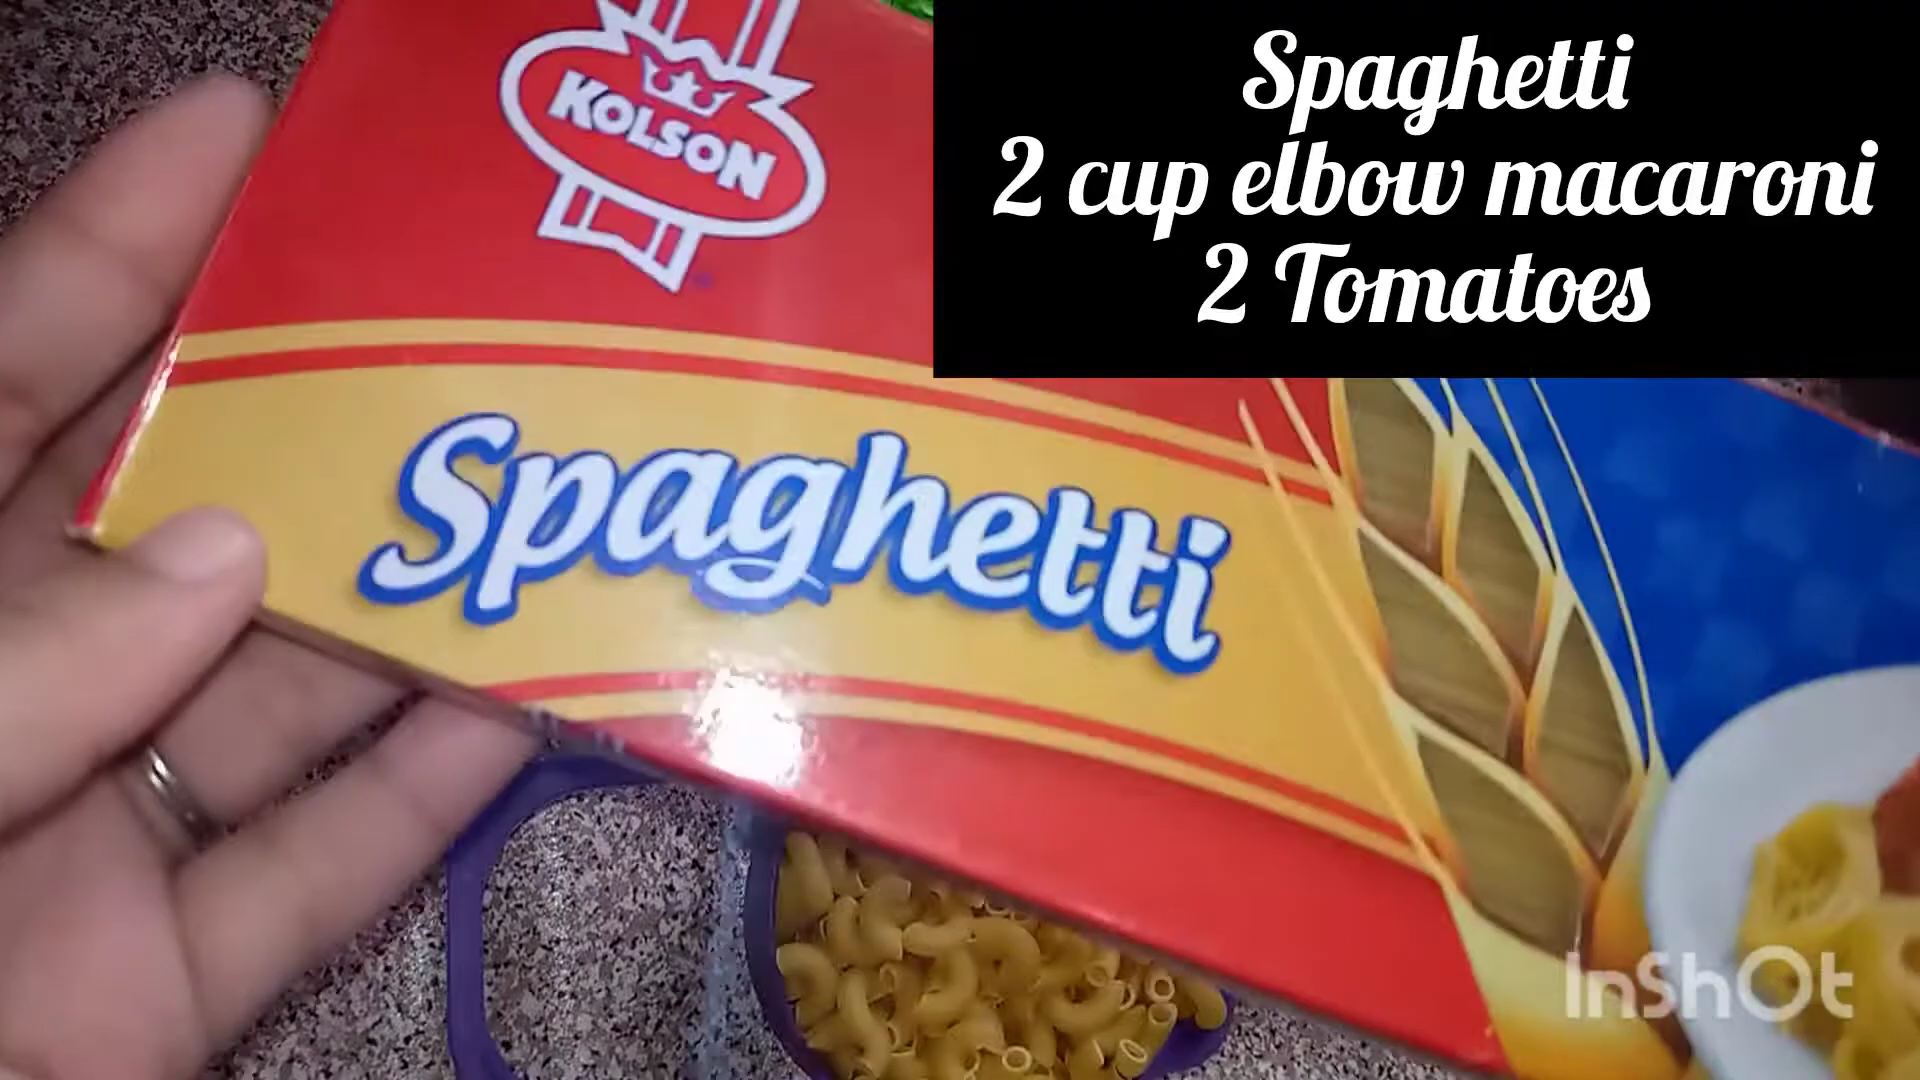 KOLSON
Spaghetti
Spaghetti
2 cup elbow macaroni
2 Tomatoes
InShOt